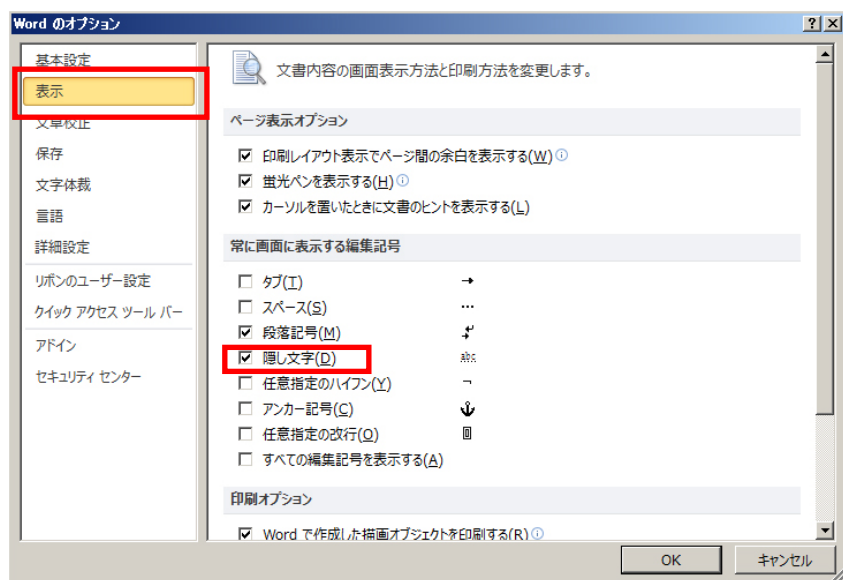 Word のオプション
基本設定
表示
文章校正
保存
文字体裁
言語
詳細設定
リボンのユーザー設定
クイック アクセス ツール バー
アドイン
セキュリティ センター
文書内容の画面表示方法と印刷方法を変更します。
ページ表示オプション
印刷レイアウト表示でページ間の余白を表示する(W)
蛍光ペンを表示する(H)
カーソルを置いたときに文書のヒントを表示する(L)
常に画面に表示する編集記号
タブ(T) →
スペース(S) ...
段落記号(M)
隠し文字(D) abc
任意指定のハイフン(Y) ¬
アンカー記号(C)
任意指定の改行(O)
すべての編集記号を表示する(A)
印刷オプション
Word で作成した描画オブジェクトを印刷する(R)
OK キャンセル